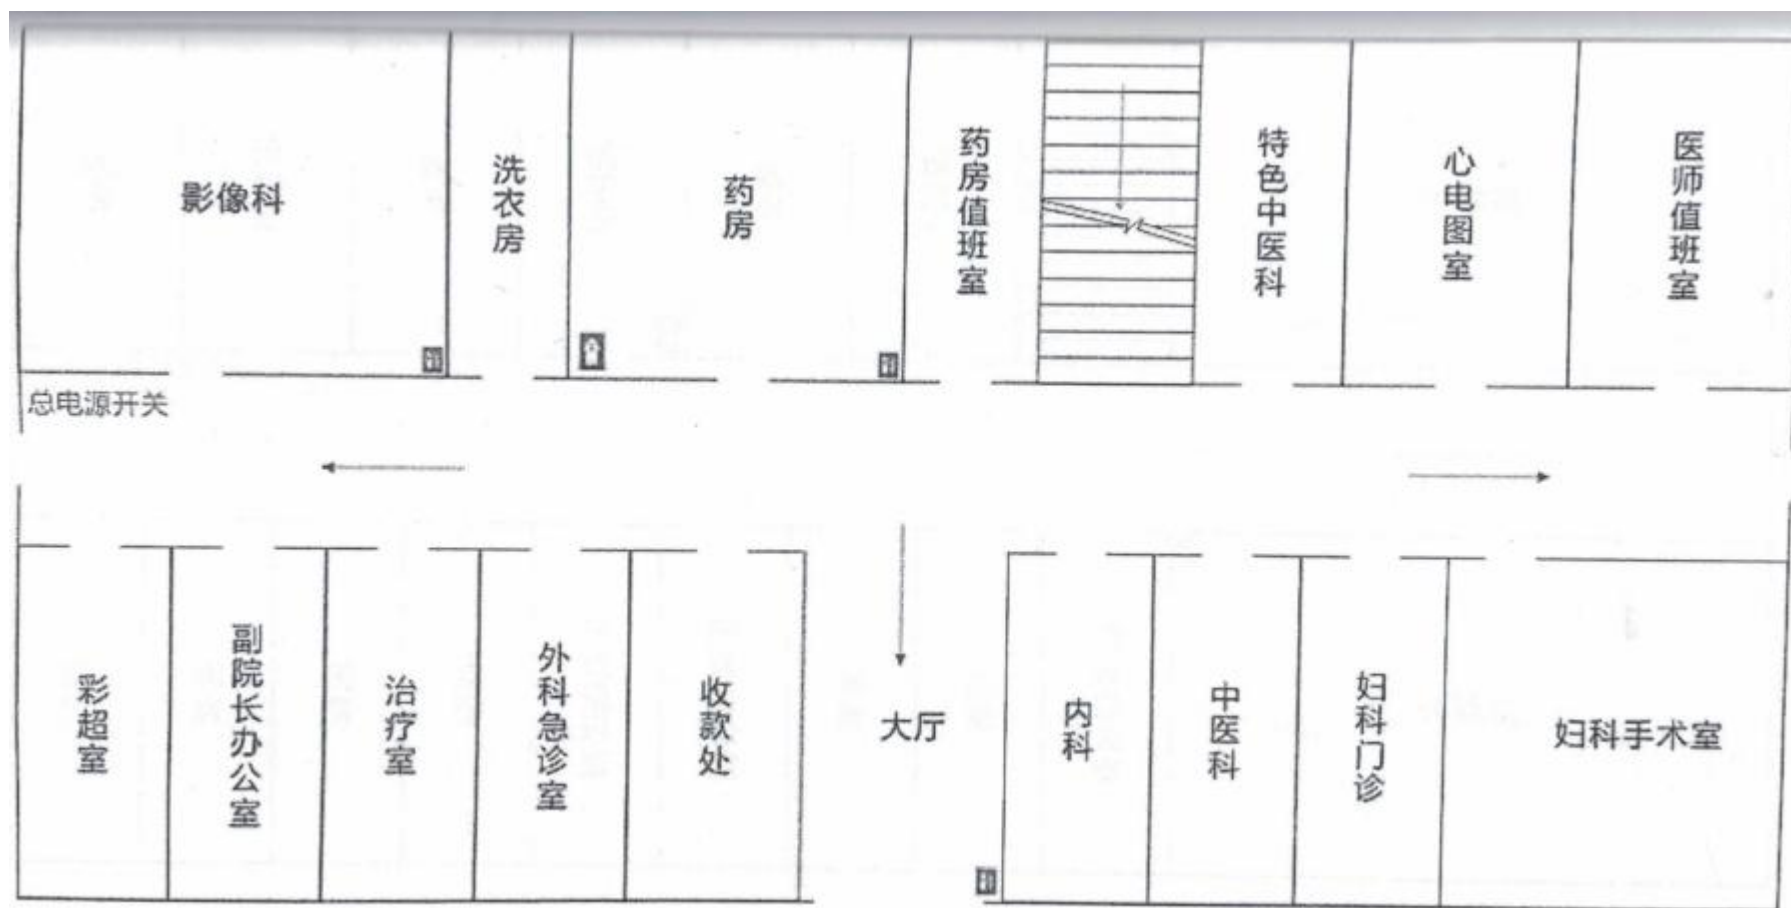 影像科
洗衣房
药房
药房值班室
特色中医科
心电图室
医师值班室
总电源开关
彩超室
副院长办公室
治疗室
外科急诊室
收款处
大厅
内科
中医科
妇科门诊
妇科手术室